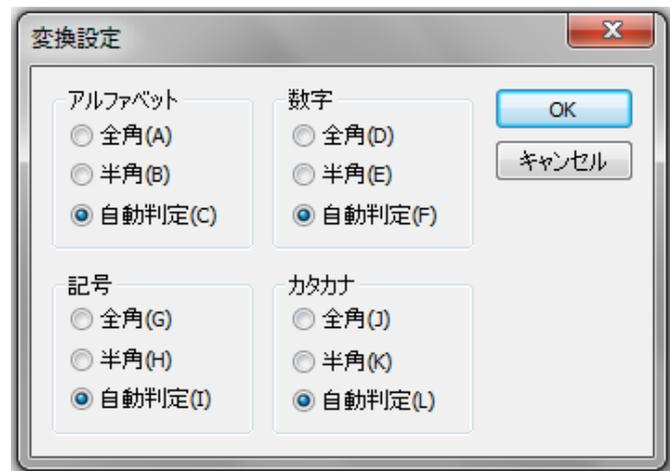 変換設定
アルファベット
全角(A)
半角(B)
自動判定(C)
数字
全角(D)
半角(E)
自動判定(F)
OK
キャンセル
記号
全角(G)
半角(H)
自動判定(I)
カタカナ
全角(J)
半角(K)
自動判定(L)